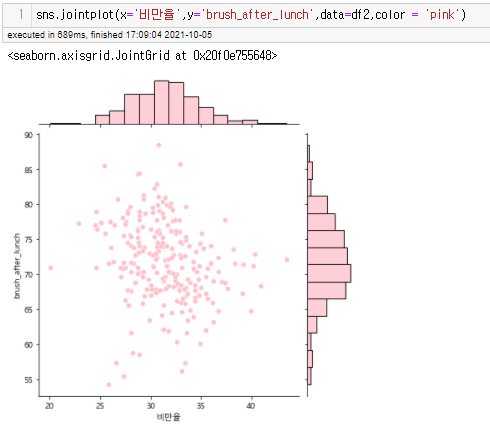 1 sns.jointplot(x='비만율',y='brush_after_lunch',data=df2,color = 'pink')
executed in 689ms, finished 17:09:04 2021-10-05
<seaborn.axisgrid.JointGrid at 0x20f0e755648>
90
85
80
75
70
65
60
55
brush_after_lunch
20 25 30 35 40
비만율